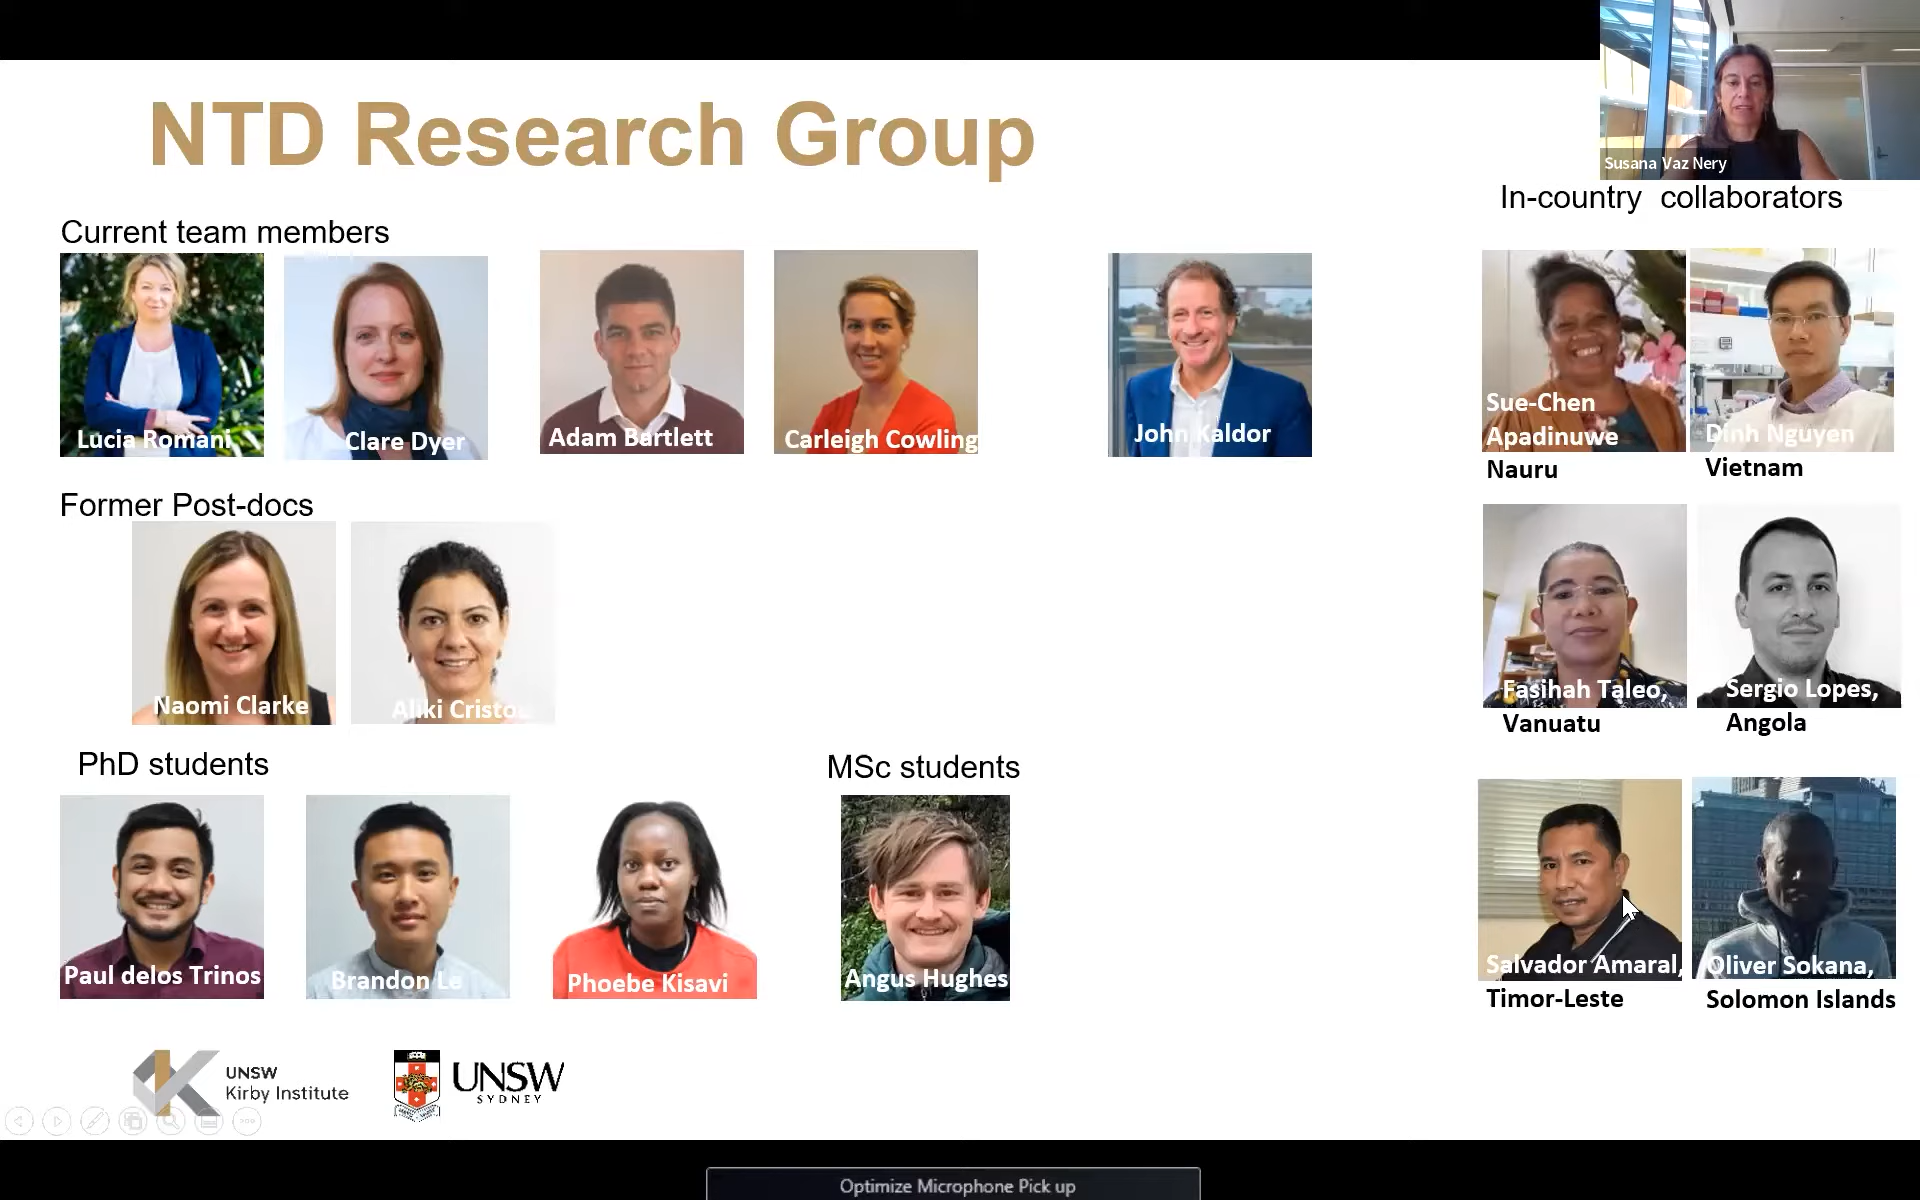 NTD Research Group
Susana Vaz Nery
In-country collaborators
Current team members
Lucia Romani
Clare Dyer
Adam Bartlett
Carleigh Cowling
John Kaldor
Sue-Chen
Apadinuwe
Nauru
Dinh Nguyen
Vietnam
Former Post-docs
Naomi Clarke
Aliki Cristou
Fasihah Taleo,
Vanuatu
Sergio Lopes,
Angola
PhD students
MSc students
Paul delos Trinos
Brandon Le
Phoebe Kisavi
Angus Hughes
Salvador Amaral,
Timor-Leste
Oliver Sokana,
Solomon Islands
UNSW
Kirby Institute
UNSW
SYDNEY
Optimize Microphone Pick up